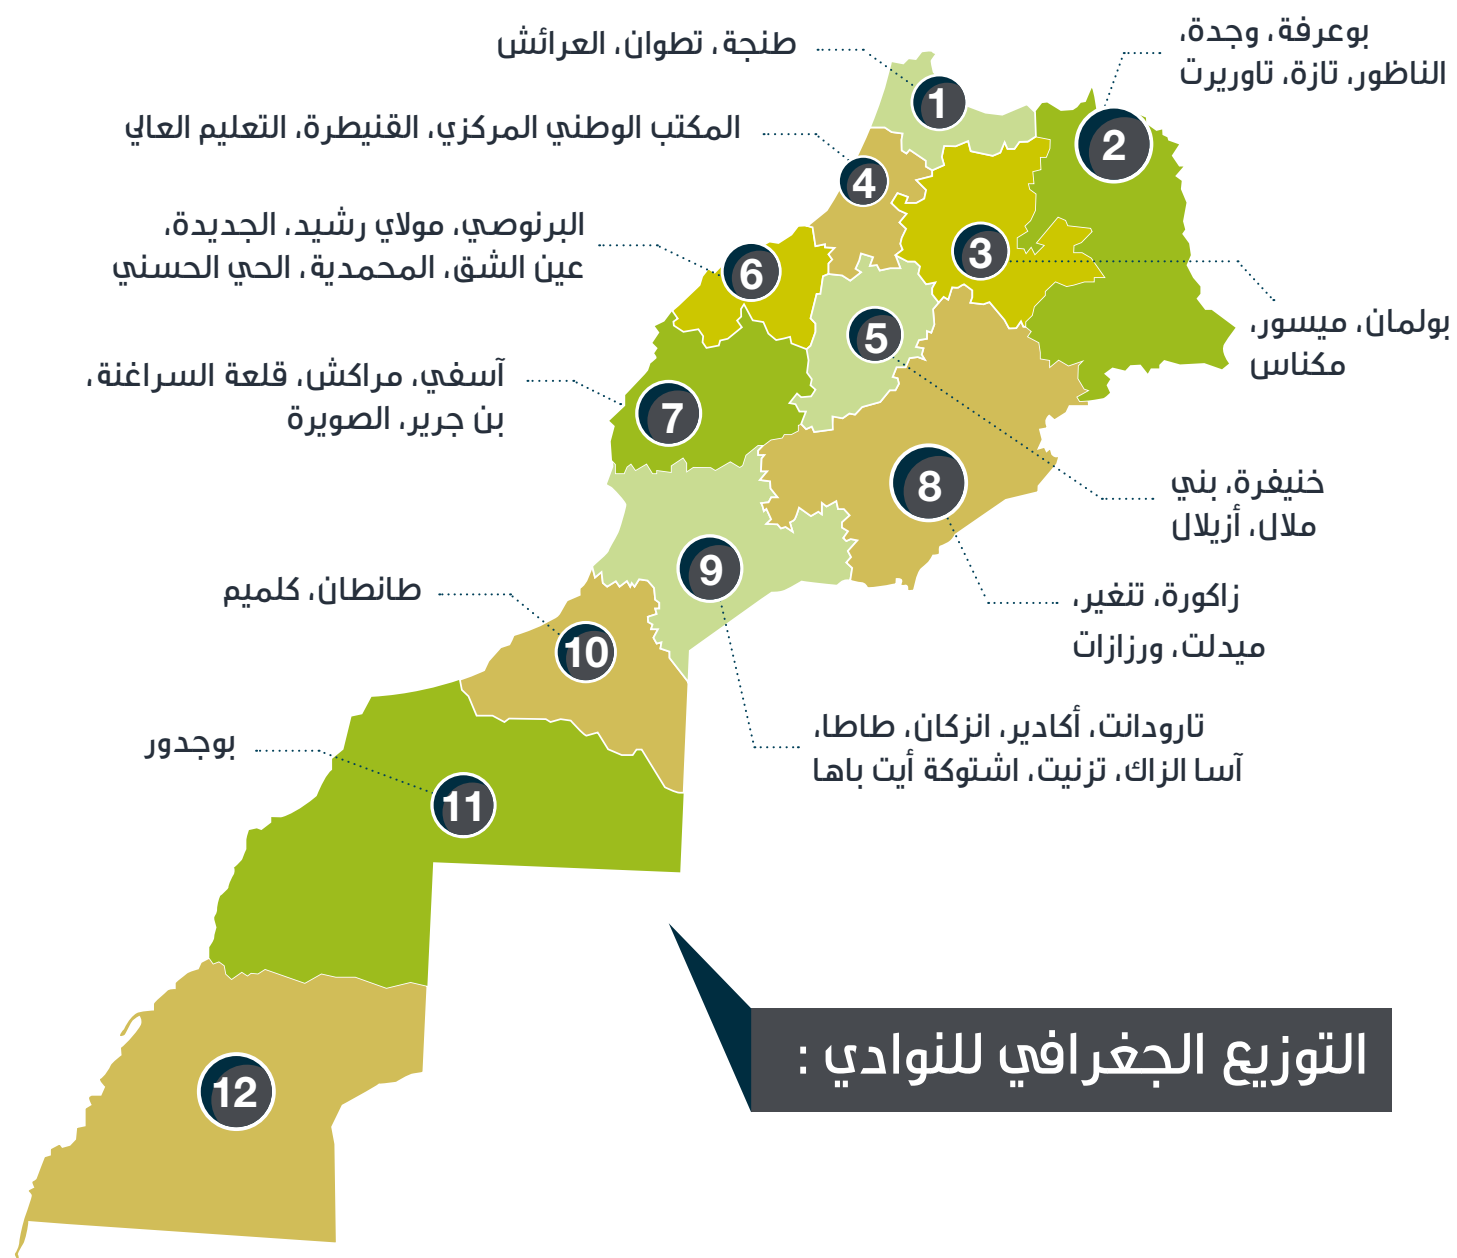 طنجة، تطوان، العرائش
1
بوعرفة، وجدة،
الناظور، تازة، تاوريرت
2
المكتب الوطني المركزي، القنيطرة، التعليم العالي
4
البرنوصي، مولاي رشيد، الجديدة،
عين الشق، المحمدية، الحي الحسني
6
3
بولمان، ميسور،
مكناس
5
آسفي، مراكش، قلعة السراغنة،
بن جرير، الصويرة
7
خنيفرة، بني
ملال، أزيلال
8
زاكورة، تنغير،
ميدلت، ورزازات
9
طانطان، كلميم
10
تارودانت، أكادير، انزكان، طاطا،
آسا الزاك، تزنيت، اشتوكة أيت باها
بوجدور
11
التوزيع الجغرافي للنوادي :
12